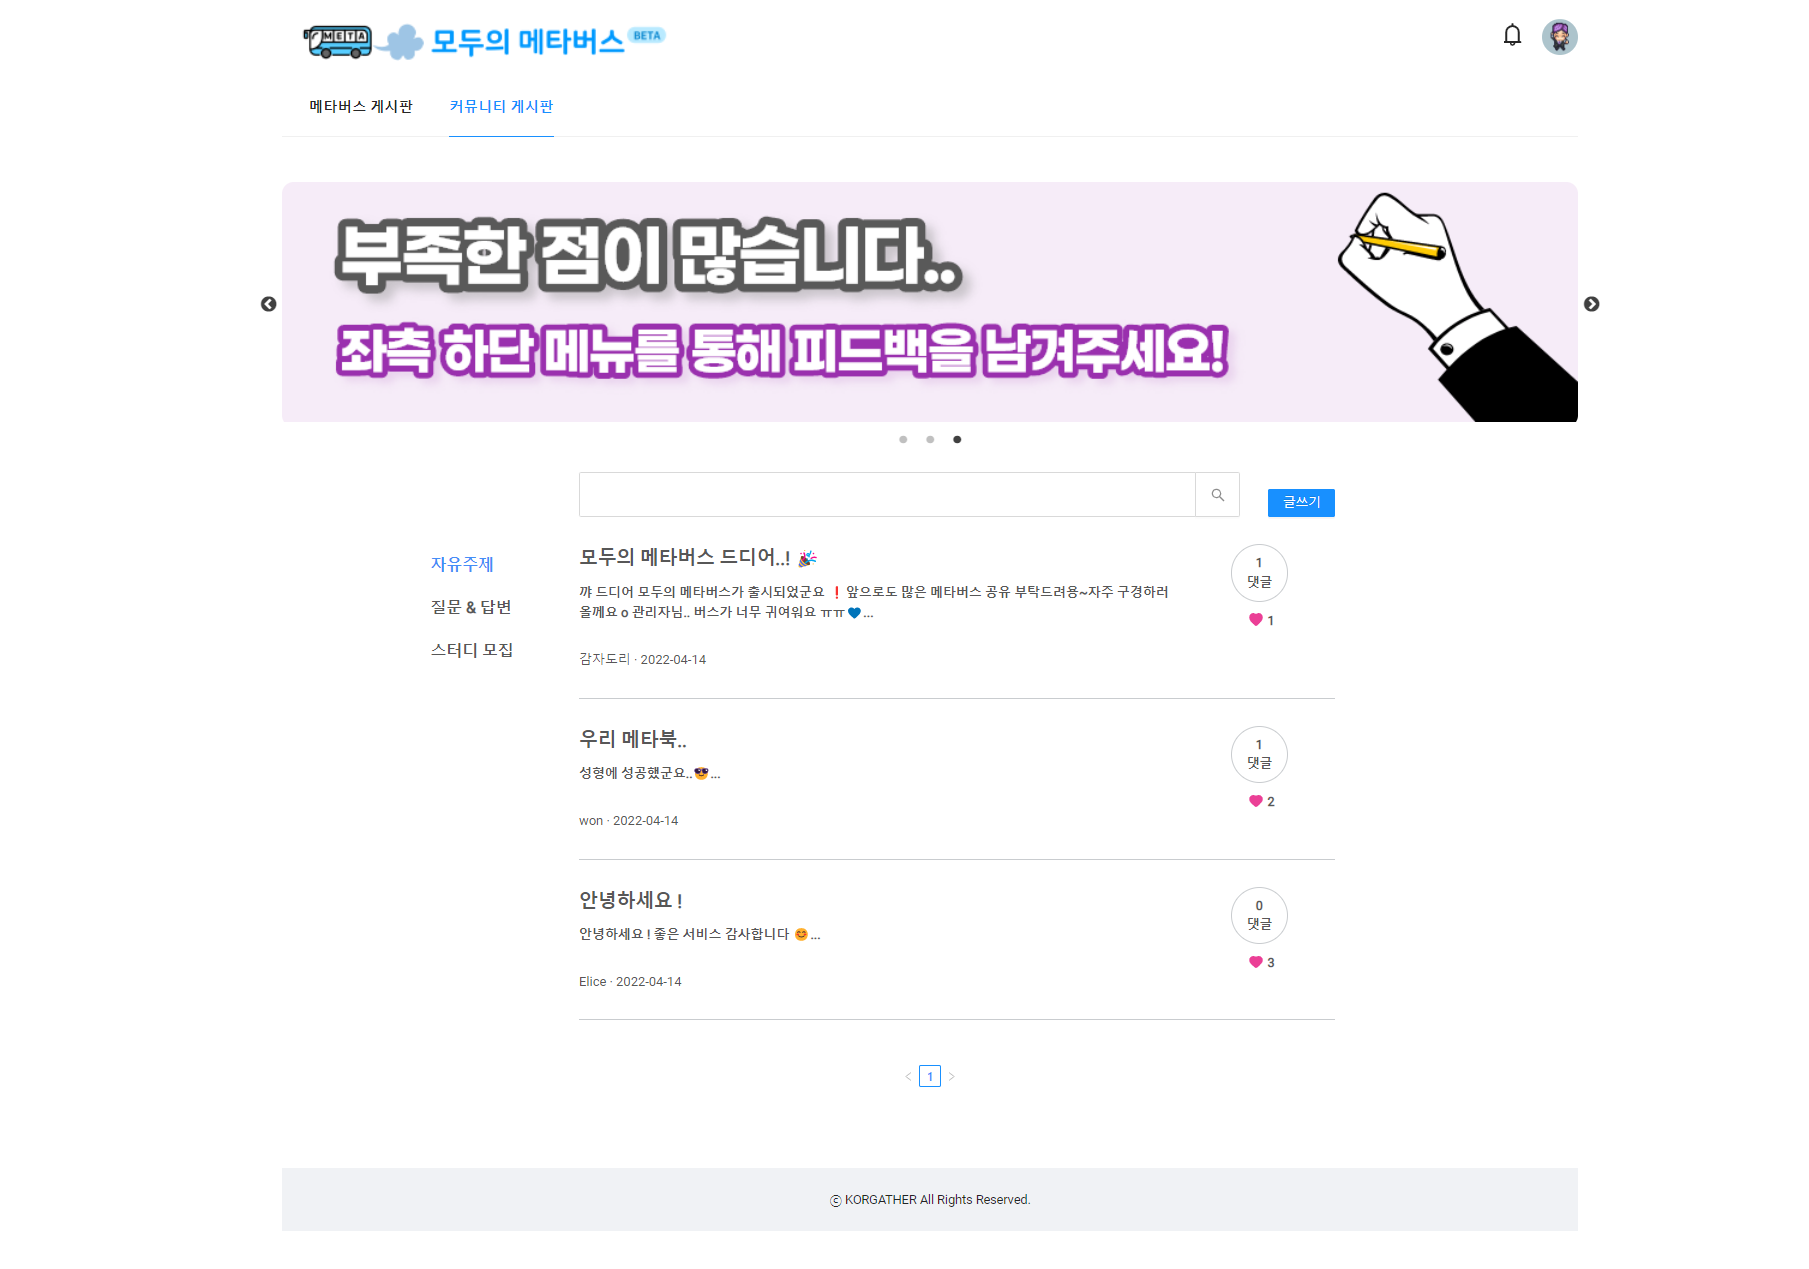 META 모두의 메타버스 BETA
메타버스 게시판 커뮤니티 게시판
부족한 점이 많습니다..
좌측 하단 메뉴를 통해 피드백을 남겨주세요!
글쓰기
자유주제
질문 & 답변
스터디 모집
모두의 메타버스 드디어..! 🎉
꺄 드디어 모두의 메타버스가 출시되었군요 ❗ 앞으로도 많은 메타버스 공유 부탁드려용~자주 구경하러
올께요 o 관리자님.. 버스가 너무 귀여워요 ㅠㅠ💙...
감자도리 · 2022-04-14
1
댓글
1
우리 메타북..
성형에 성공했군요..😎...
won · 2022-04-14
1
댓글
2
안녕하세요 !
안녕하세요 ! 좋은 서비스 감사합니다 😊...
Elice · 2022-04-14
0
댓글
3
< 1 >
ⓒ KORGATHER All Rights Reserved.